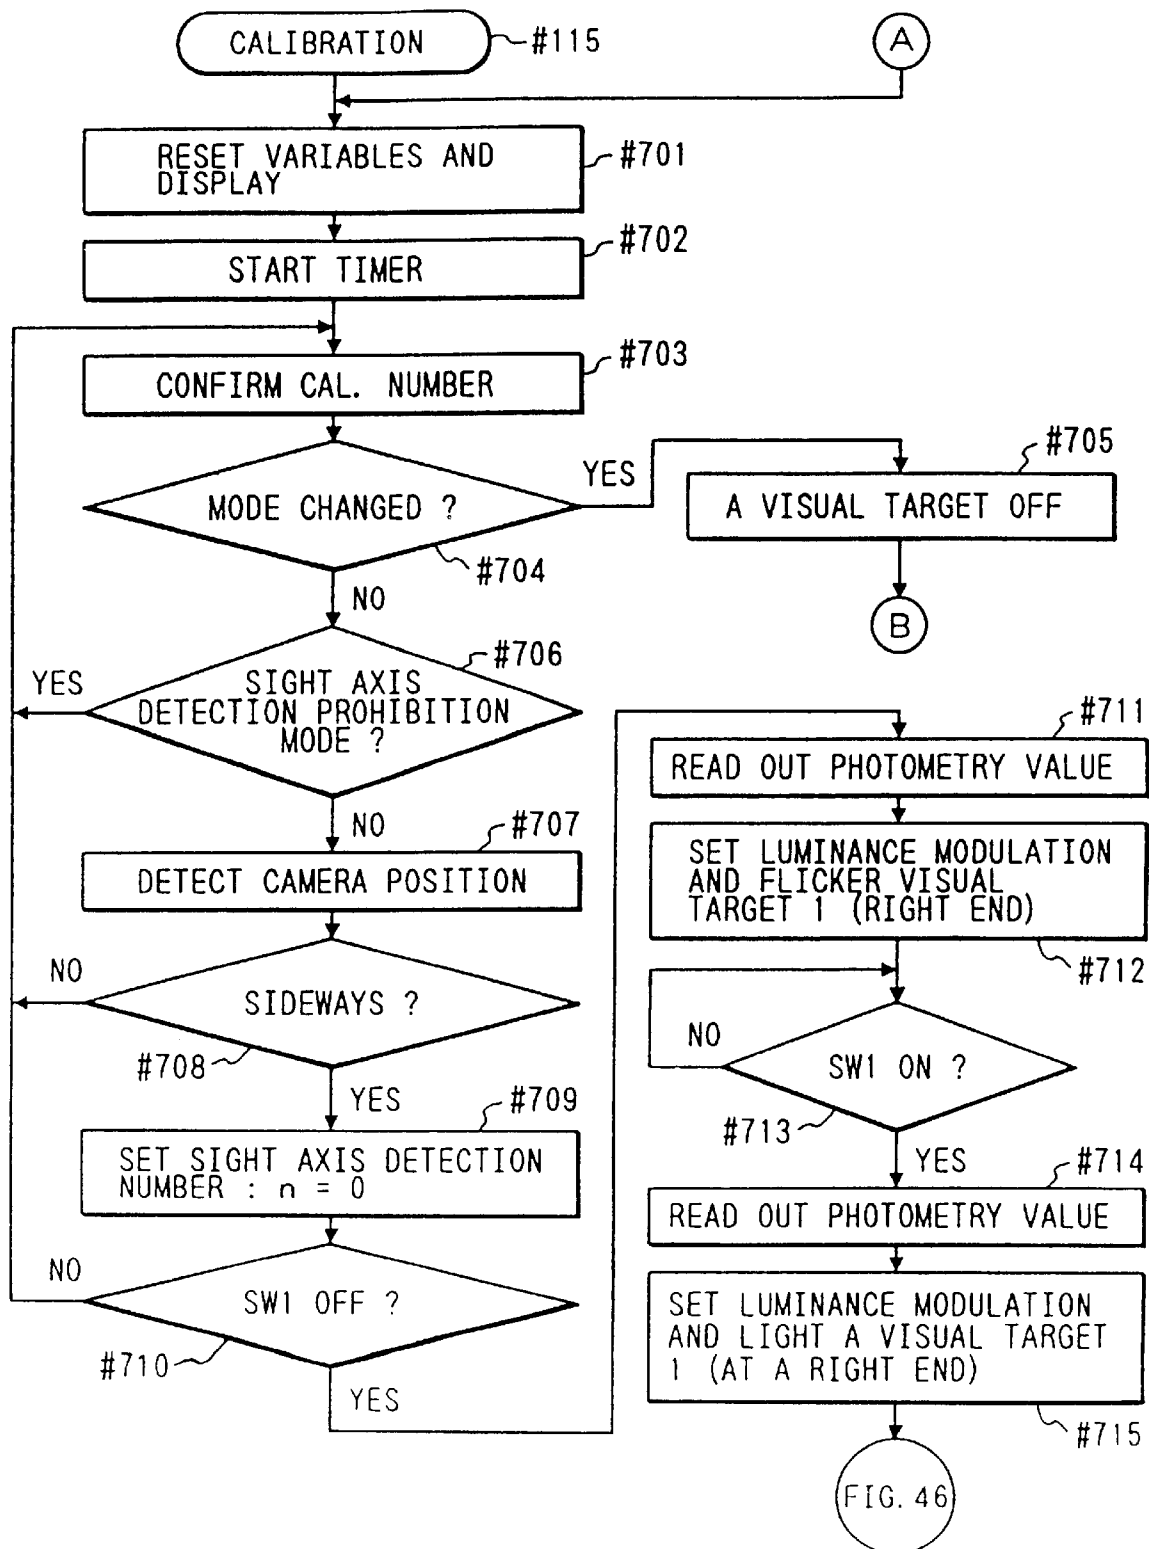 CALIBRATION
#115
A
RESET VARIABLES AND
DISPLAY
#701
START TIMER
#702
CONFIRM CAL. NUMBER
#703
MODE CHANGED ?
#704
YES
NO
A VISUAL TARGET OFF
#705
B
SIGHT AXIS
DETECTION PROHIBITION
MODE ?
#706
YES
NO
DETECT CAMERA POSITION
#707
SIDEWAYS ?
#708
NO
YES
SET SIGHT AXIS DETECTION
NUMBER : n = 0
#709
SW1 OFF ?
#710
NO
YES
READ OUT PHOTOMETRY VALUE
#711
SET LUMINANCE MODULATION
AND FLICKER VISUAL
TARGET 1 (RIGHT END)
#712
SW1 ON ?
#713
NO
YES
READ OUT PHOTOMETRY VALUE
#714
SET LUMINANCE MODULATION
AND LIGHT A VISUAL TARGET
1 (AT A RIGHT END)
#715
FIG. 46